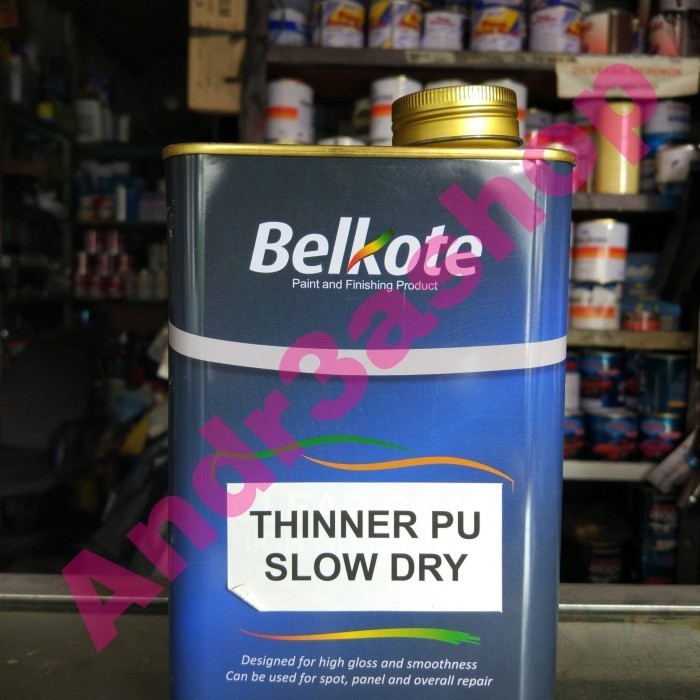 Belkote
Paint and Finishing Product
THINNER PU
SLOW DRY
Designed for high gloss and smoothness
Can be used for spot, panel and overall repair
Andr3ashop